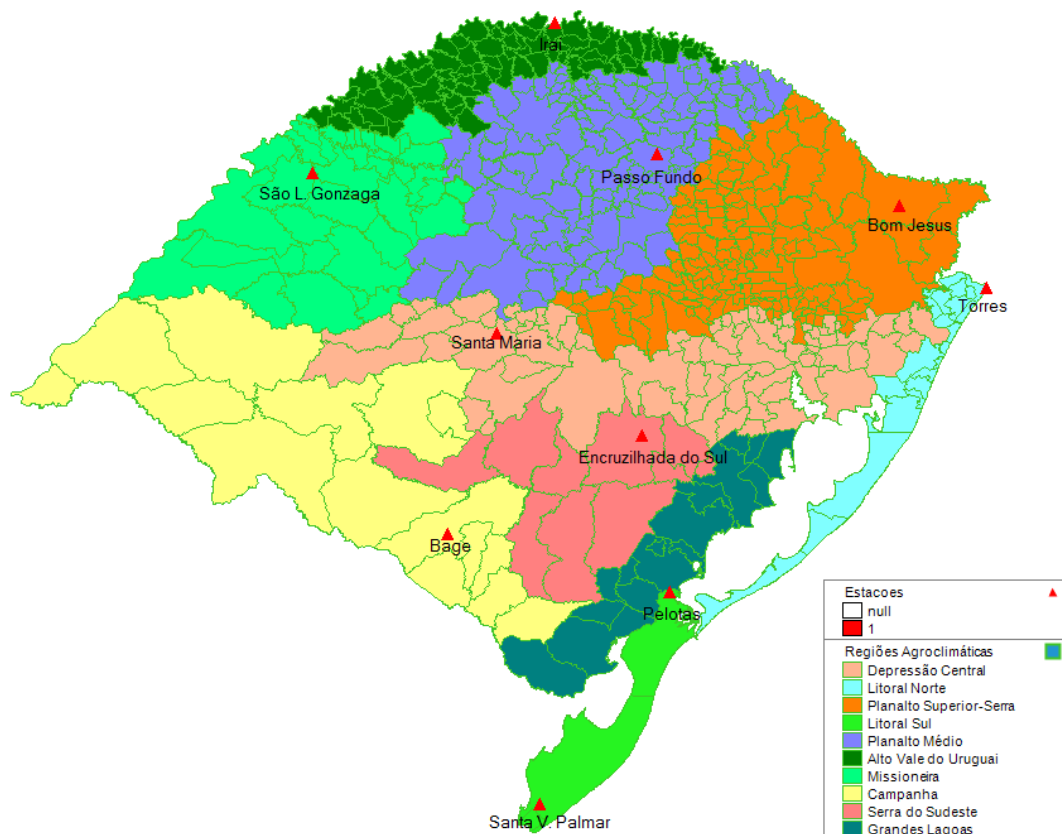 Irai
Passo Fundo
São L. Gonzaga
Bom Jesus
Torres
Santa Maria
Encruzilhada do Sul
Bage
Pelotas
Santa V. Palmar
Estacoes
null
1
Regiões Agroclimáticas
Depressão Central
Litoral Norte
Planalto Superior-Serra
Litoral Sul
Planalto Médio
Alto Vale do Uruguai
Missioneira
Campanha
Serra do Sudeste
Grandes Lagoas